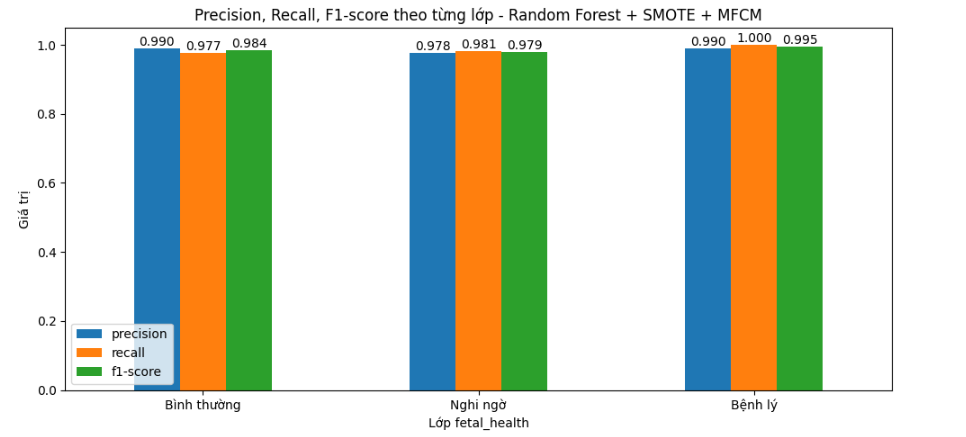 Precision, Recall, F1-score theo từng lớp - Random Forest + SMOTE + MFCM
Giá trị
1.0
0.8
0.6
0.4
0.2
0.0
0.990 0.977 0.984 0.978 0.981 0.979 0.990 1.000 0.995
precision
recall
f1-score
Bình thường Nghi ngờ Bệnh lý
Lớp fetal_health